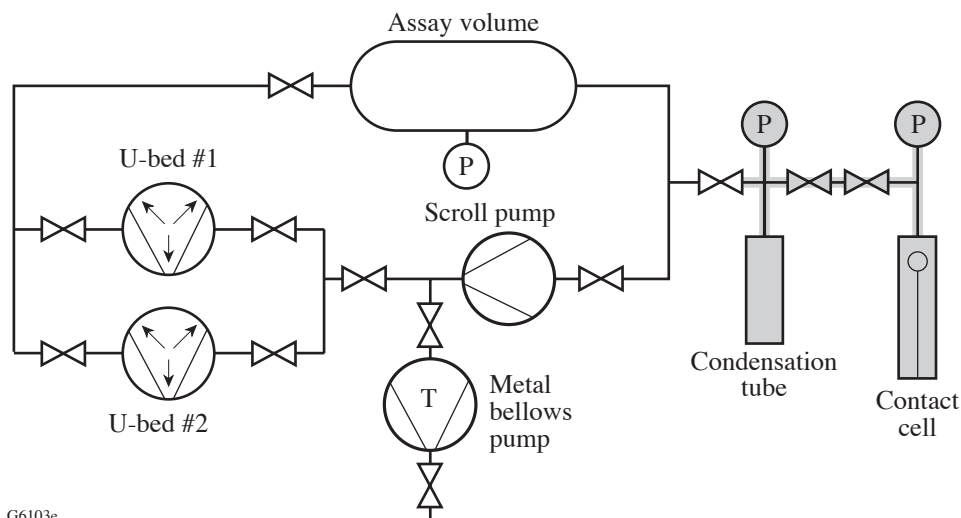 Assay volume
P
P
P
U-bed #1
Scroll pump
U-bed #2
T
Metal
bellows
pump
Condensation
tube
Contact
cell
G6103e